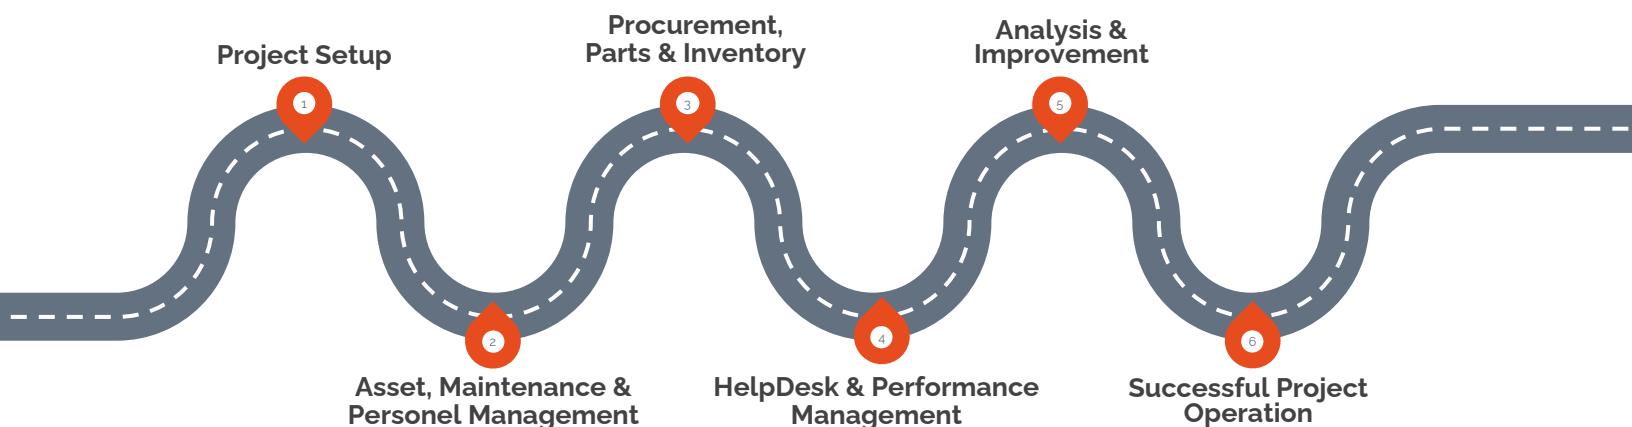 Project Setup
1
Asset, Maintenance &
Personel Management
2
Procurement,
Parts & Inventory
3
HelpDesk & Performance
Management
4
Analysis &
Improvement
5
Successful Project
Operation
6